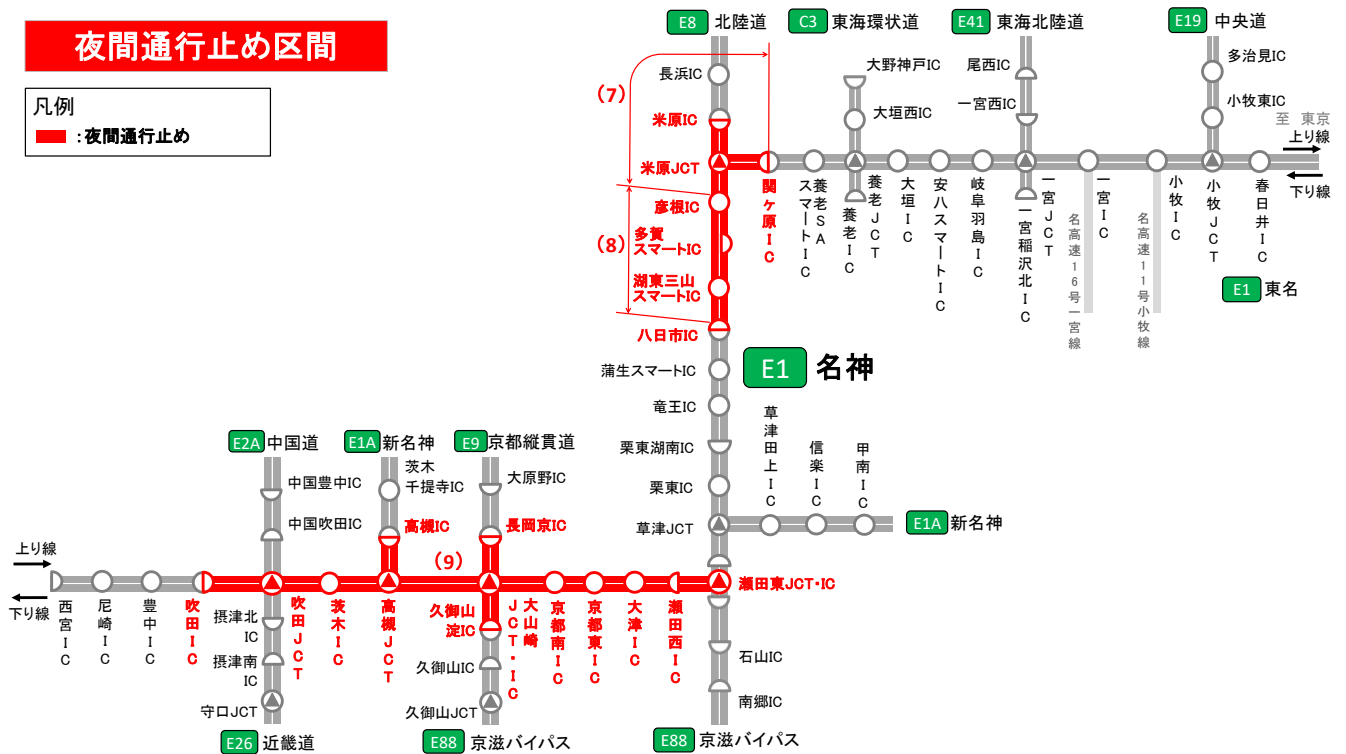 夜間通行止め区間
凡例
：夜間通行止め
E8 北陸道
C3 東海環状道
E41 東海北陸道
E19 中央道
長浜IC
大野神戸IC
尾西IC
多治見IC
(7)
米原IC
大垣西IC
一宮西IC
小牧東IC
至 東京
上り線
下り線
米原JCT
関ヶ原IC
養老SA
スマートIC
養老IC
養老JCT
大垣IC
安八スマートIC
岐阜羽島IC
一宮稲沢北IC
一宮JCT
名高速16号一宮線
一宮IC
名高速11号小牧線
小牧IC
小牧JCT
春日井IC
E1 東名
彦根IC
(8)
多賀
スマートIC
湖東三山
スマートIC
八日市IC
E1 名神
蒲生スマートIC
竜王IC
栗東湖南IC
栗東IC
草津JCT
草津田上IC
信楽IC
甲南IC
E1A 新名神
E2A 中国道
E1A 新名神
E9 京都縦貫道
中国豊中IC
茨木
千提寺IC
大原野IC
中国吹田IC
高槻IC
長岡京IC
(9)
上り線
下り線
西宮IC
尼崎IC
豊中IC
吹田IC
吹田JCT
茨木IC
高槻JCT
久御山
淀IC
大山崎
JCT・IC
京都南IC
京都東IC
大津IC
瀬田西IC
瀬田東JCT・IC
摂津北
IC
摂津南
IC
守口JCT
久御山IC
久御山JCT
石山IC
南郷IC
E26 近畿道
E88 京滋バイパス
E88 京滋バイパス